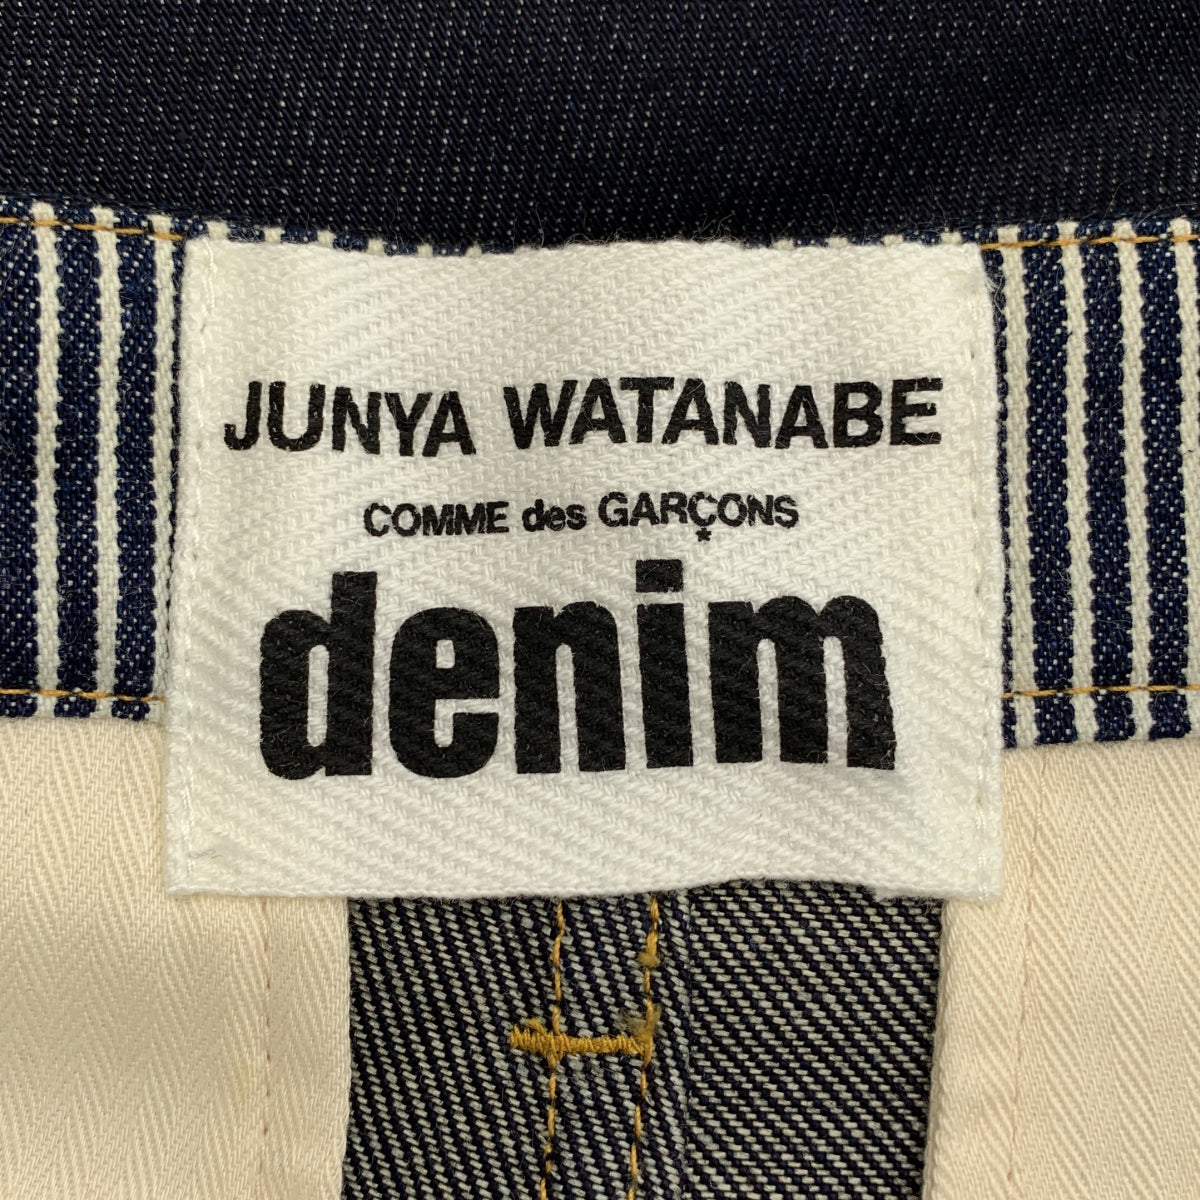 JUNYA WATANABE
COMME des GARÇONS
denim